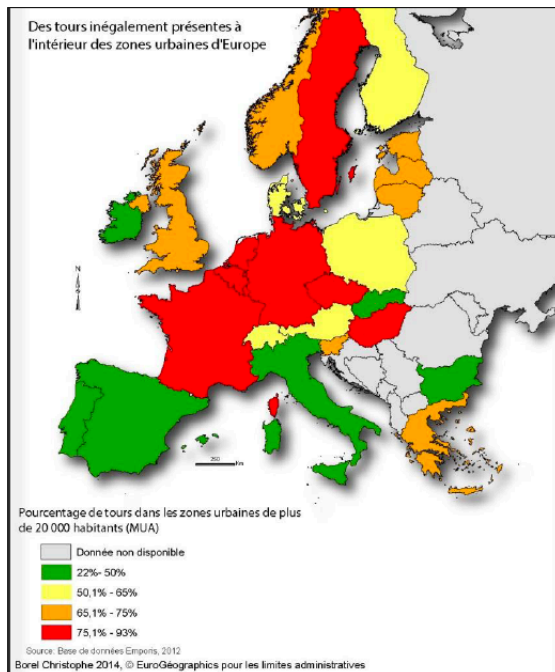 Des tours inégalement présentes à
l'intérieur des zones urbaines d'Europe
N
250
Km
Pourcentage de tours dans les zones urbaines de plus
de 20 000 habitants (MUA)
Donnée non disponible
22%- 50%
50,1% - 65%
65,1% - 75%
75,1% - 93%
Source: Base de données Emporis, 2012
Borel Christophe 2014, © EuroGéographics pour les limites administratives